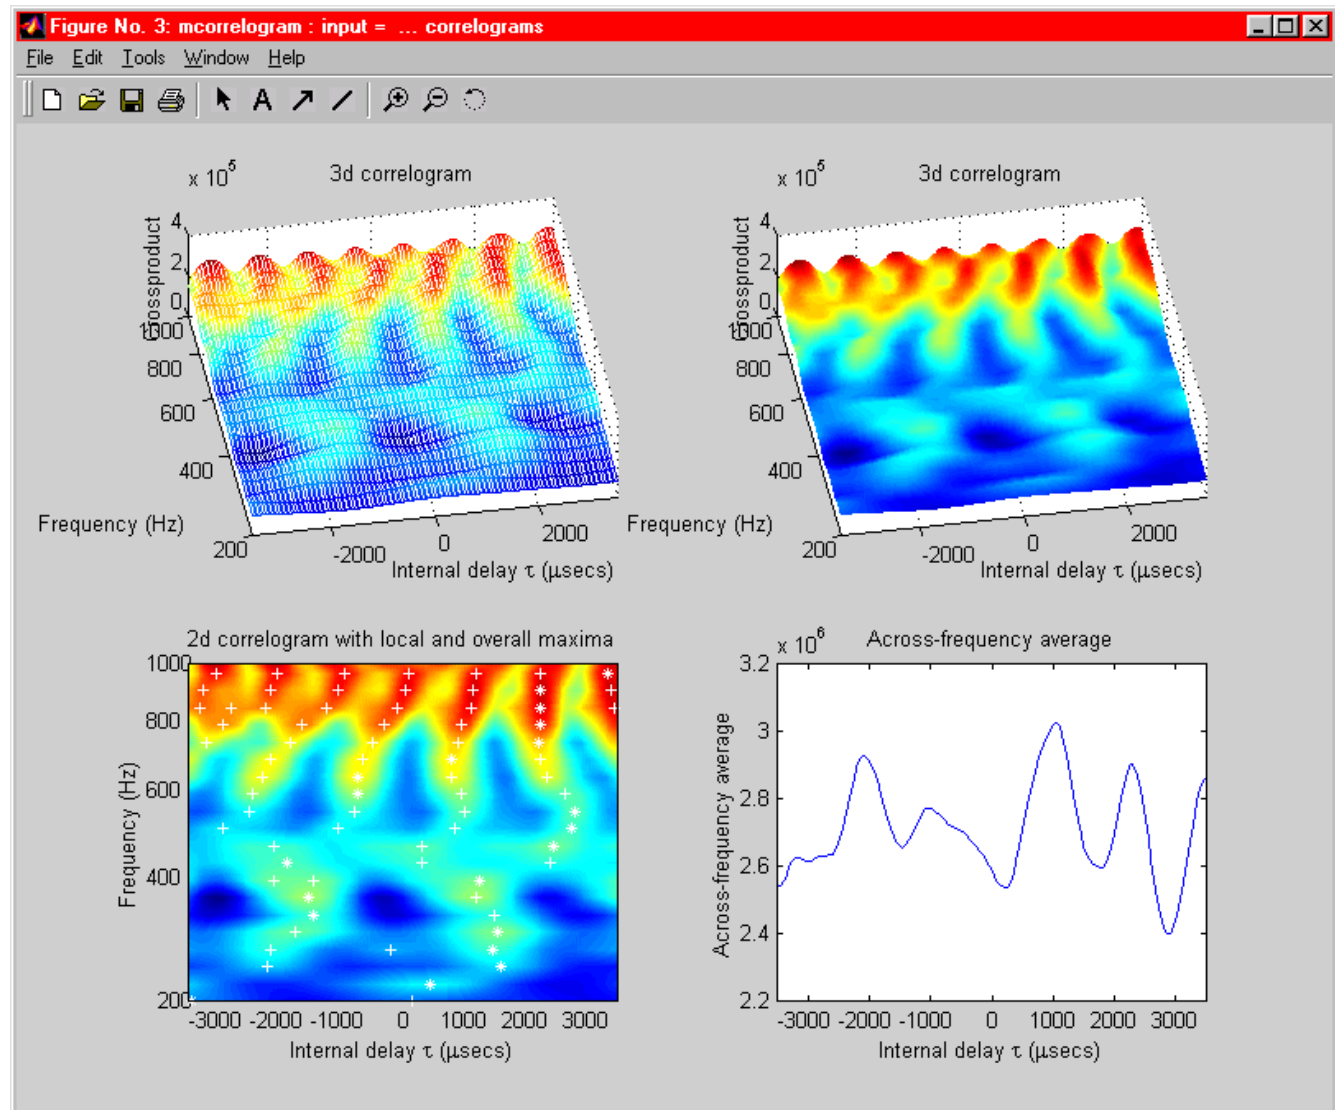 Figure No. 3: mcorrelogram : input = ... correlograms
File Edit Tools Window Help
A
x 10^5
3d correlogram
Crossproduct
4
2
0
1000
800
600
400
200
Frequency (Hz)
-2000
0
2000
Internal delay τ (μsecs)
x 10^5
3d correlogram
Crossproduct
4
2
0
1000
800
600
400
200
Frequency (Hz)
-2000
0
2000
Internal delay τ (μsecs)
2d correlogram with local and overall maxima
Frequency (Hz)
1000
800
600
400
200
-3000 -2000 -1000 0 1000 2000 3000
Internal delay τ (μsecs)
x 10^6
Across-frequency average
Across-frequency average
3.2
3
2.8
2.6
2.4
2.2
-3000 -2000 -1000 0 1000 2000 3000
Internal delay τ (μsecs)